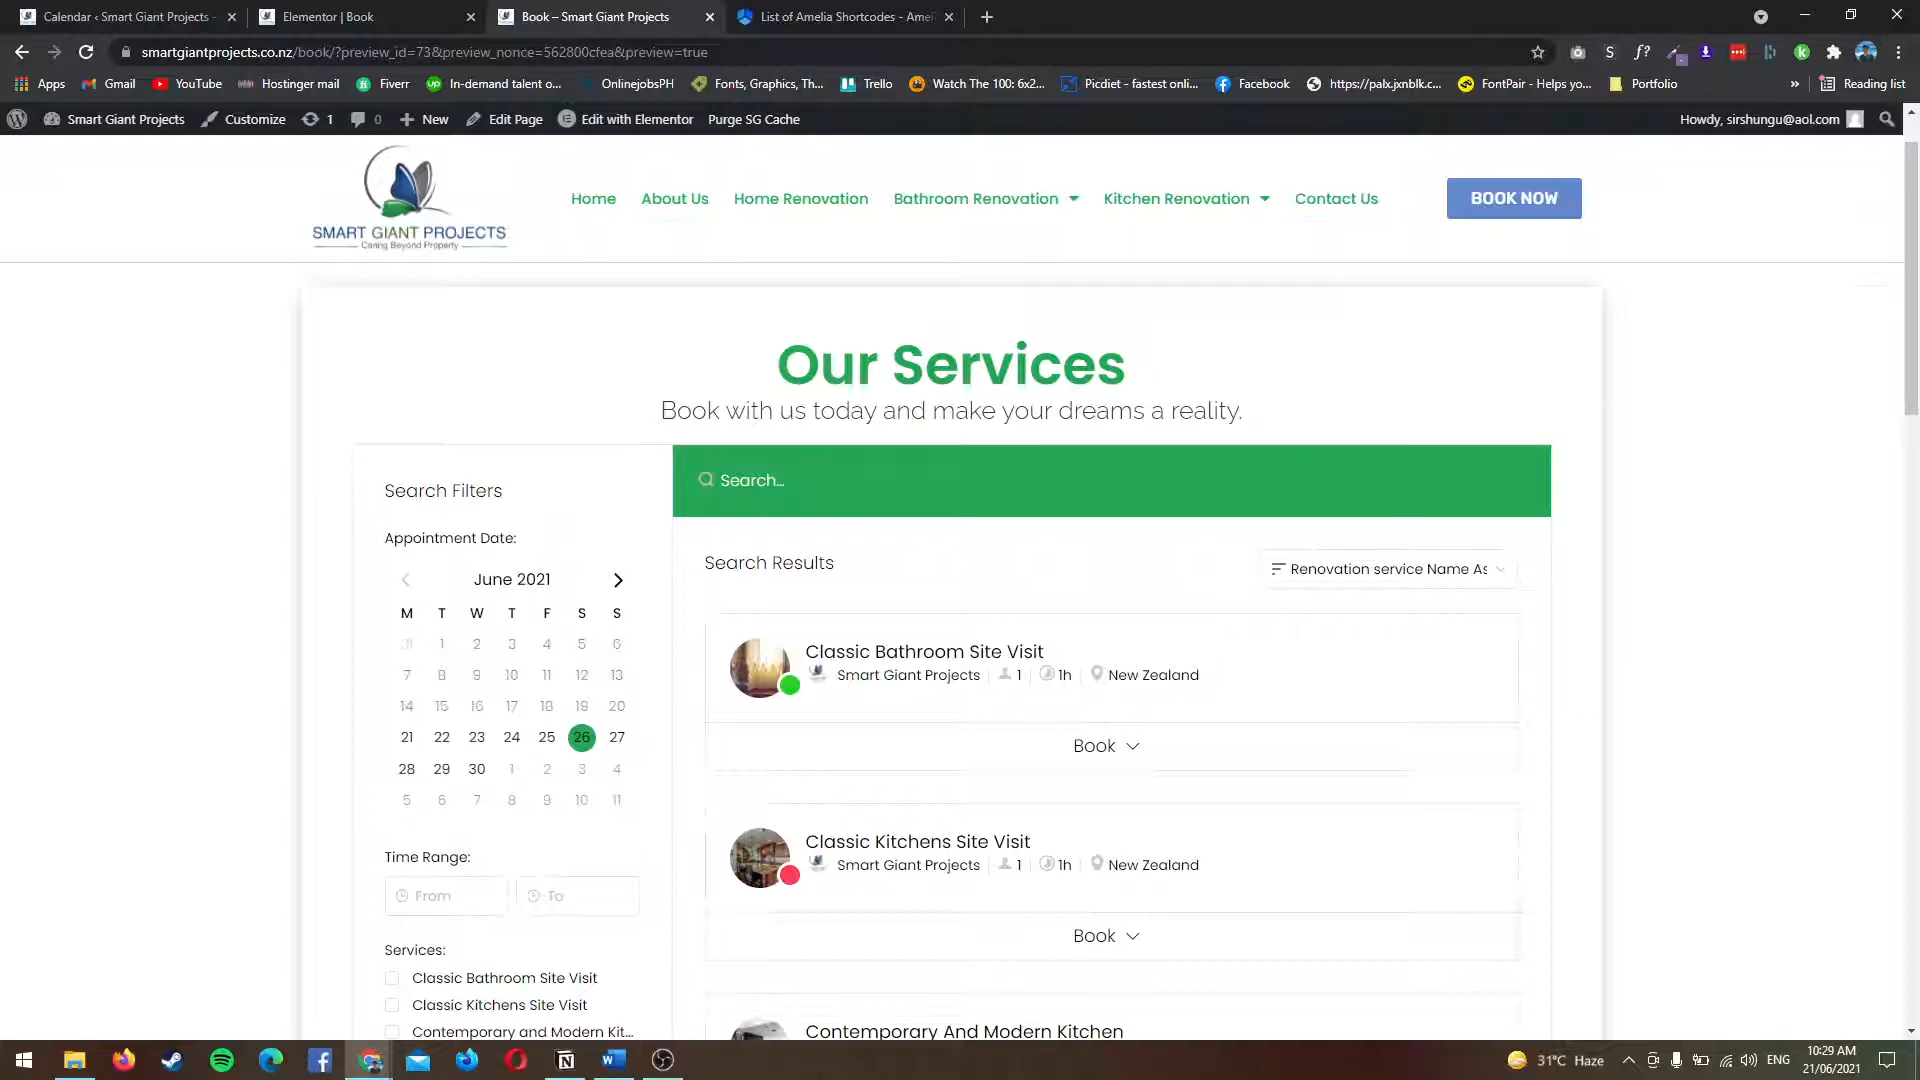 Calendar ‹ Smart Giant Projects -
Elementor | Book
Book – Smart Giant Projects
List of Amelia Shortcodes - Amel
smartgiantprojects.co.nz/book/?preview_id=73&preview_nonce=562800cfea&preview=true
Apps
Gmail
YouTube
Hostinger mail
Fiverr
In-demand talent o...
OnlinejobsPH
Fonts, Graphics, Th...
Trello
Watch The 100: 6x2...
Picdiet - fastest onli...
Facebook
https://palx.jxnblk.c...
FontPair - Helps yo...
Portfolio
»
Reading list
Smart Giant Projects
Customize
1
0
New
Edit Page
Edit with Elementor
Purge SG Cache
Howdy, sirshungu@aol.com
SMART GIANT PROJECTS
Caring Beyond Property
Home
About Us
Home Renovation
Bathroom Renovation
Kitchen Renovation
Contact Us
BOOK NOW
Our Services
Book with us today and make your dreams a reality.
Search Filters
Appointment Date:
June 2021
M T W T F S S
31 1 2 3 4 5 6
7 8 9 10 11 12 13
14 15 16 17 18 19 20
21 22 23 24 25 26 27
28 29 30 1 2 3 4
5 6 7 8 9 10 11
Time Range:
From
To
Services:
Classic Bathroom Site Visit
Classic Kitchens Site Visit
Contemporary and Modern Kit...
Search...
Search Results
Renovation service Name As
Classic Bathroom Site Visit
Smart Giant Projects 1 1h New Zealand
Book
Classic Kitchens Site Visit
Smart Giant Projects 1 1h New Zealand
Book
Contemporary And Modern Kitchen
31°C Haze
ENG
10:29 AM
21/06/2021